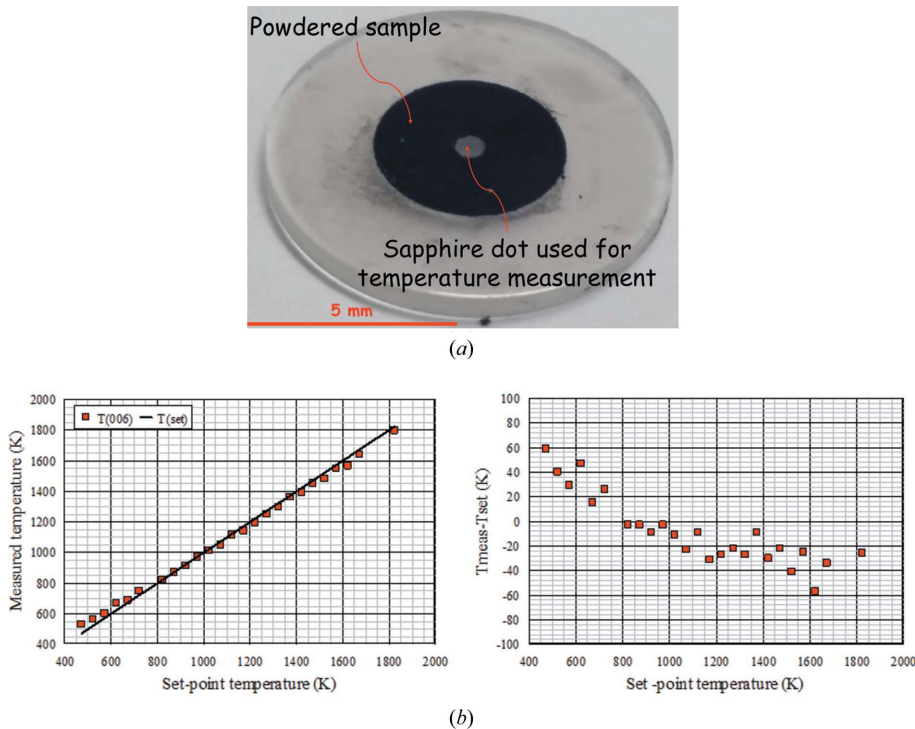 Powdered sample
Sapphire dot used for
temperature measurement
5 mm
(a)
2000
1800
1600
1400
1200
1000
800
600
400
Measured temperature (K)
T(006) T(set)
400 600 800 1000 1200 1400 1600 1800 2000
Set-point temperature (K)
100
80
60
40
20
0
-20
-40
-60
-80
-100
Tmeas-Tset (K)
400 600 800 1000 1200 1400 1600 1800 2000
Set -point temperature (K)
(b)